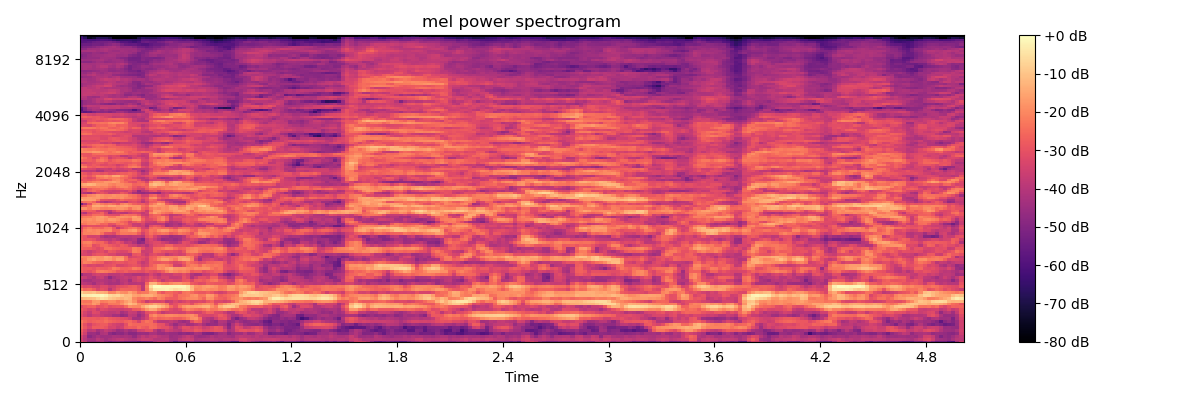 mel power spectrogram
8192
4096
2048
1024
512
0
Hz
0 0.6 1.2 1.8 2.4 3 3.6 4.2 4.8
Time
+0 dB
-10 dB
-20 dB
-30 dB
-40 dB
-50 dB
-60 dB
-70 dB
-80 dB